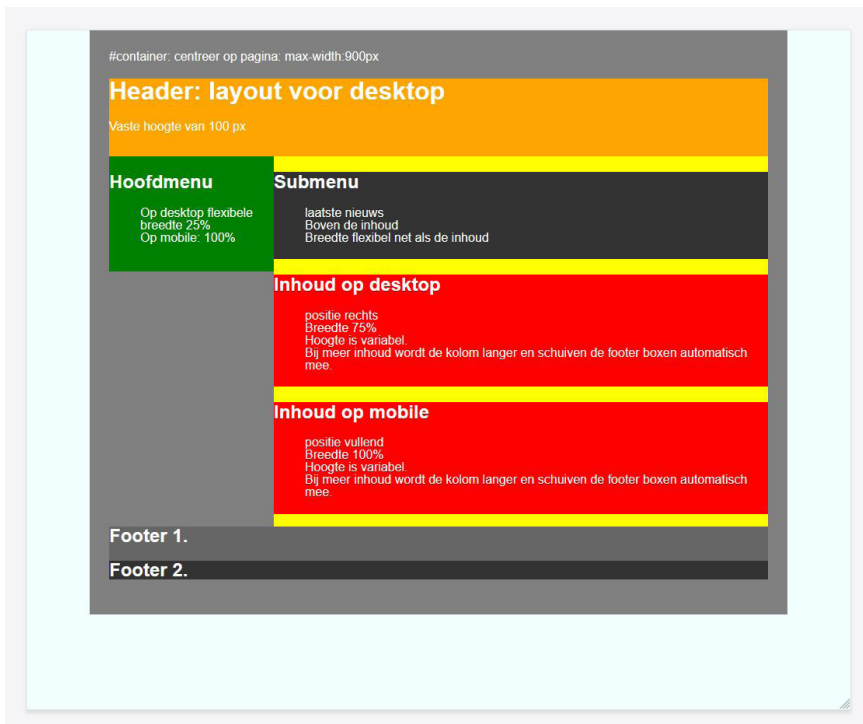 #container: centreer op pagina: max-width:900px
Header: layout voor desktop
Vaste hoogte van 100 px
Hoofdmenu
Op desktop flexibele
breedte 25%
Op mobile: 100%
Submenu
laatste nieuws
Boven de inhoud
Breedte flexibel net als de inhoud
Inhoud op desktop
positie rechts
Breedte 75%
Hoogte is variabel.
Bij meer inhoud wordt de kolom langer en schuiven de footer boxen automatisch
mee.
Inhoud op mobile
positie vullend
Breedte 100%
Hoogte is variabel.
Bij meer inhoud wordt de kolom langer en schuiven de footer boxen automatisch
mee.
Footer 1.
Footer 2.